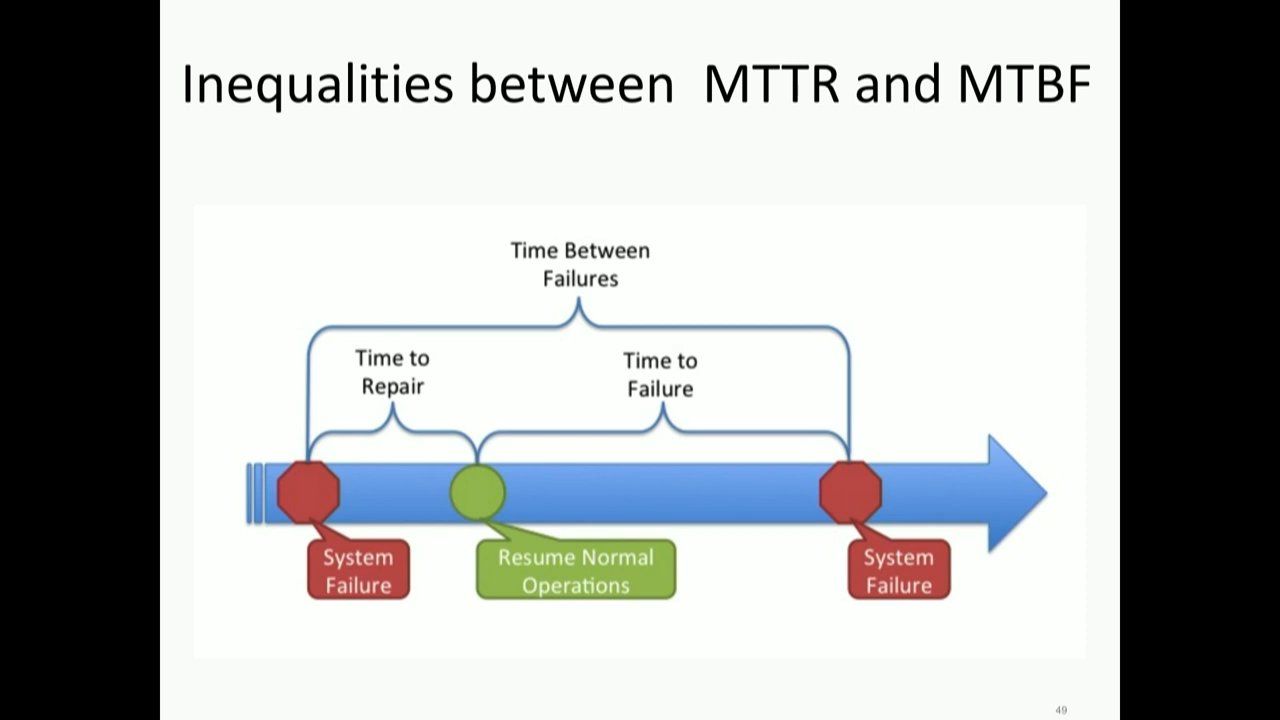 Inequalities between  MTTR and MTBF
Time Between
Failures
Time to
Repair
Time to
Failure
System
Failure
Resume Normal
Operations
System
Failure
49